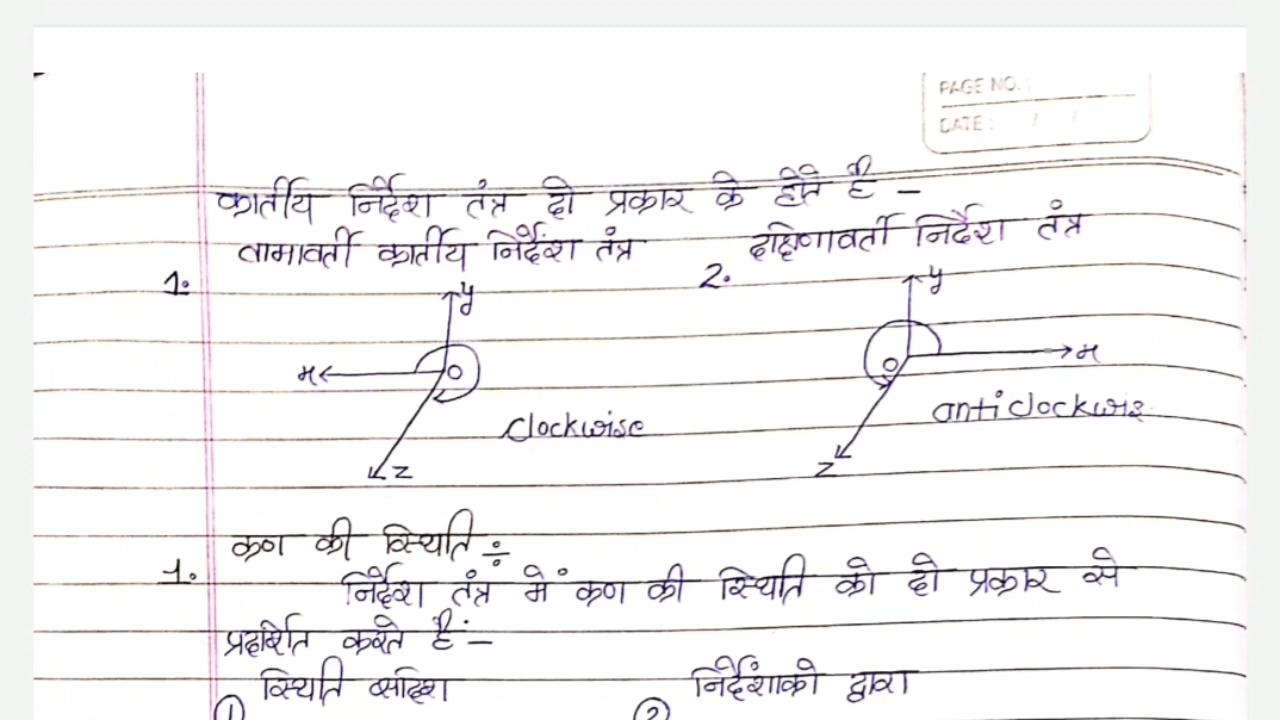 PAGE NO.:
DATE: / /
कार्तीय निर्देश तंत्र दो प्रकार के होते है -
1. वामावर्ती कार्तीय निर्देश तंत्र
2. दक्षिणावर्ती निर्देश तंत्र
y
x
O
z
clockwise
y
x
O
z
anticlockwise
1. कण की स्थिति ÷
निर्देश तंत्र में कण की स्थिति को दो प्रकार से
प्रदर्शित करते हैं:-
① स्थिति सदिश
② निर्देशांको द्वारा